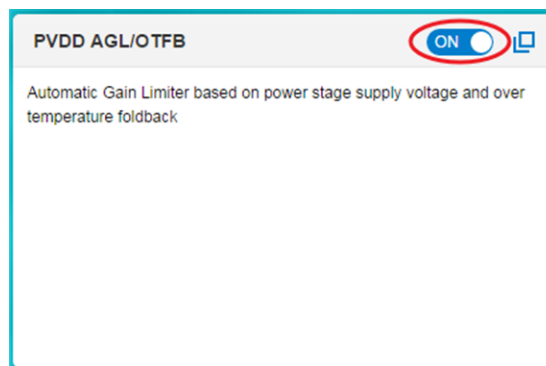 PVDD AGL/OTFB
ON
Automatic Gain Limiter based on power stage supply voltage and over
temperature foldback